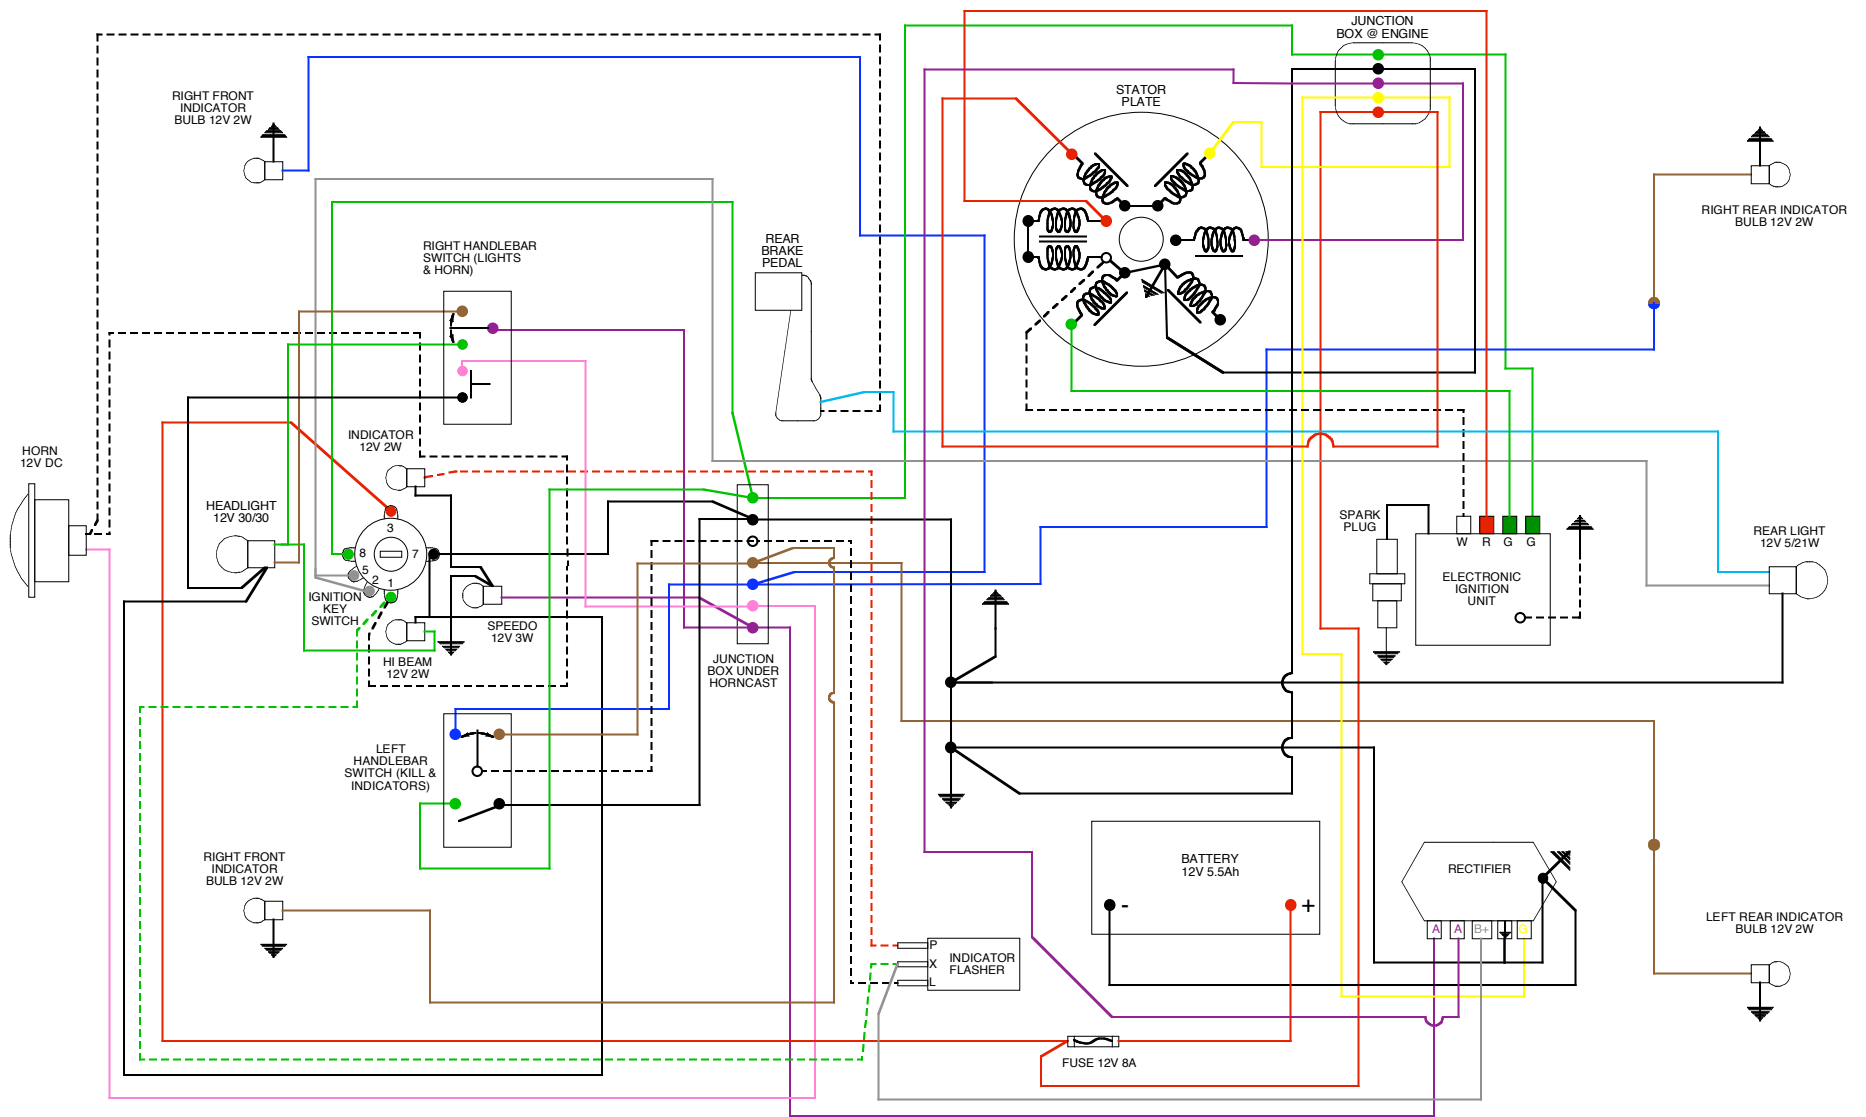 JUNCTION
BOX @ ENGINE
STATOR
PLATE
RIGHT FRONT
INDICATOR
BULB 12V 2W
RIGHT REAR INDICATOR
BULB 12V 2W
RIGHT HANDLEBAR
SWITCH (LIGHTS
& HORN)
REAR
BRAKE
PEDAL
HORN
12V DC
INDICATOR
12V 2W
HEADLIGHT
12V 30/30
3
8
7
5
2
1
IGNITION
KEY
SWITCH
SPEEDO
12V 3W
HI BEAM
12V 2W
JUNCTION
BOX UNDER
HORNCAST
SPARK
PLUG
W R G G
ELECTRONIC
IGNITION
UNIT
REAR LIGHT
12V 5/21W
LEFT
HANDLEBAR
SWITCH (KILL &
INDICATORS)
RIGHT FRONT
INDICATOR
BULB 12V 2W
BATTERY
12V 5.5Ah
- +
RECTIFIER
A A B+ G
LEFT REAR INDICATOR
BULB 12V 2W
P
X
L
INDICATOR
FLASHER
FUSE 12V 8A